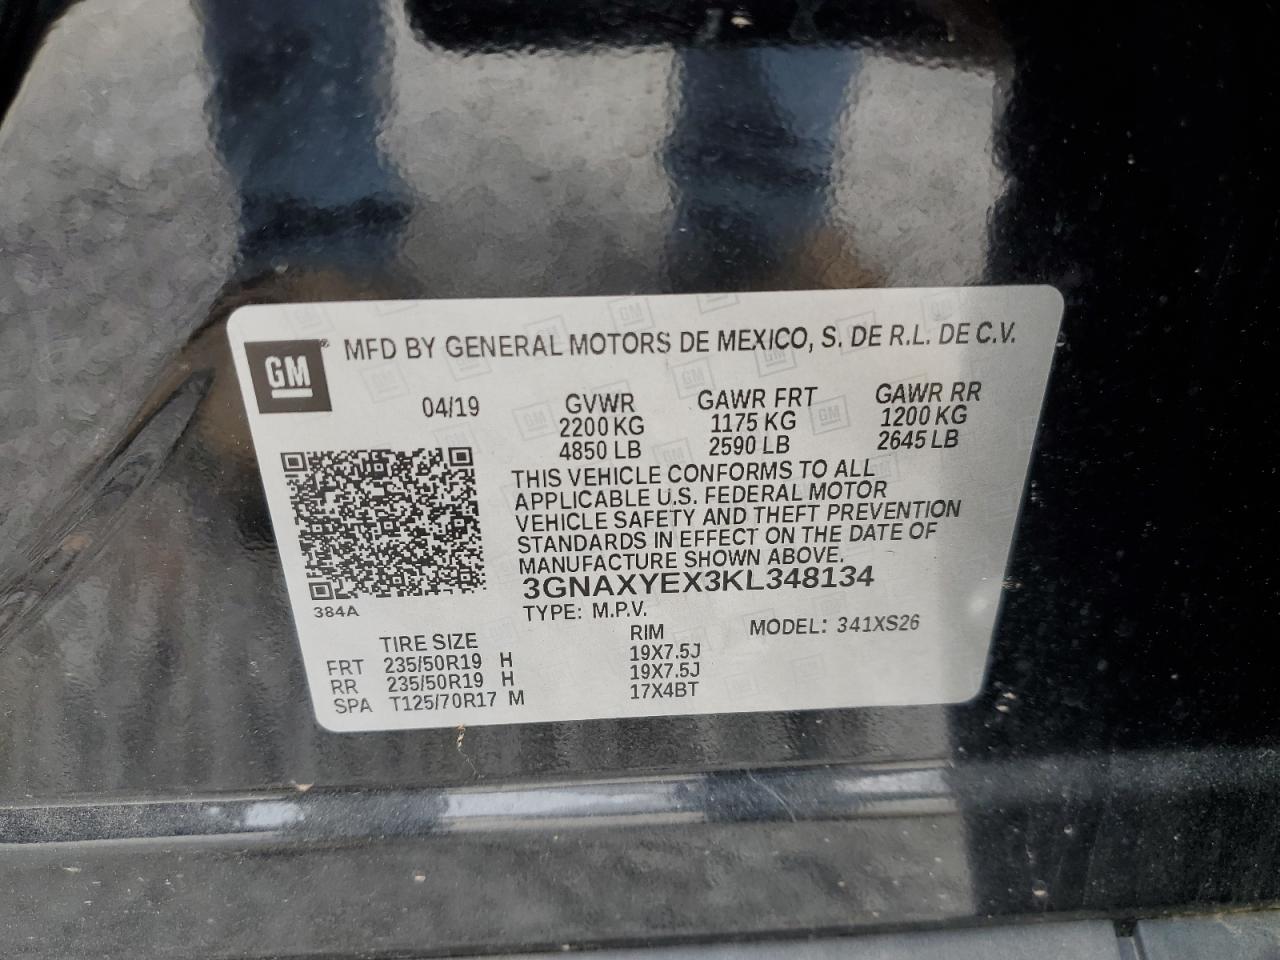 GM® MFD BY GENERAL MOTORS DE MEXICO, S. DE R.L. DE C.V.
04/19 GVWR GAWR FRT GAWR RR
2200 KG 1175 KG 1200 KG
4850 LB 2590 LB 2645 LB
THIS VEHICLE CONFORMS TO ALL
APPLICABLE U.S. FEDERAL MOTOR
VEHICLE SAFETY AND THEFT PREVENTION
STANDARDS IN EFFECT ON THE DATE OF
MANUFACTURE SHOWN ABOVE.
3GNAXYEX3KL348134
384A
TYPE: M.P.V.
MODEL: 341XS26
TIRE SIZE RIM
FRT 235/50R19 H 19X7.5J
RR 235/50R19 H 19X7.5J
SPA T125/70R17 M 17X4BT